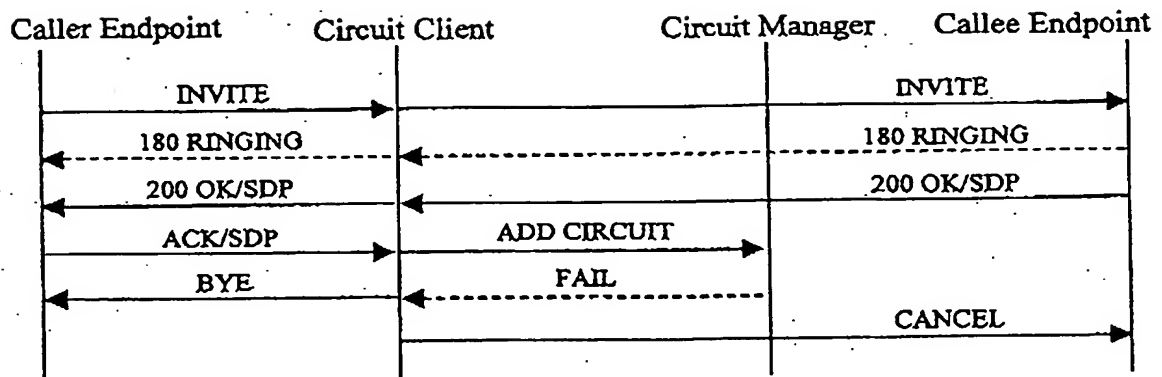 Caller Endpoint Circuit Client Circuit Manager Callee Endpoint
INVITE INVITE
180 RINGING 180 RINGING
200 OK/SDP 200 OK/SDP
ACK/SDP ADD CIRCUIT
BYE FAIL
CANCEL